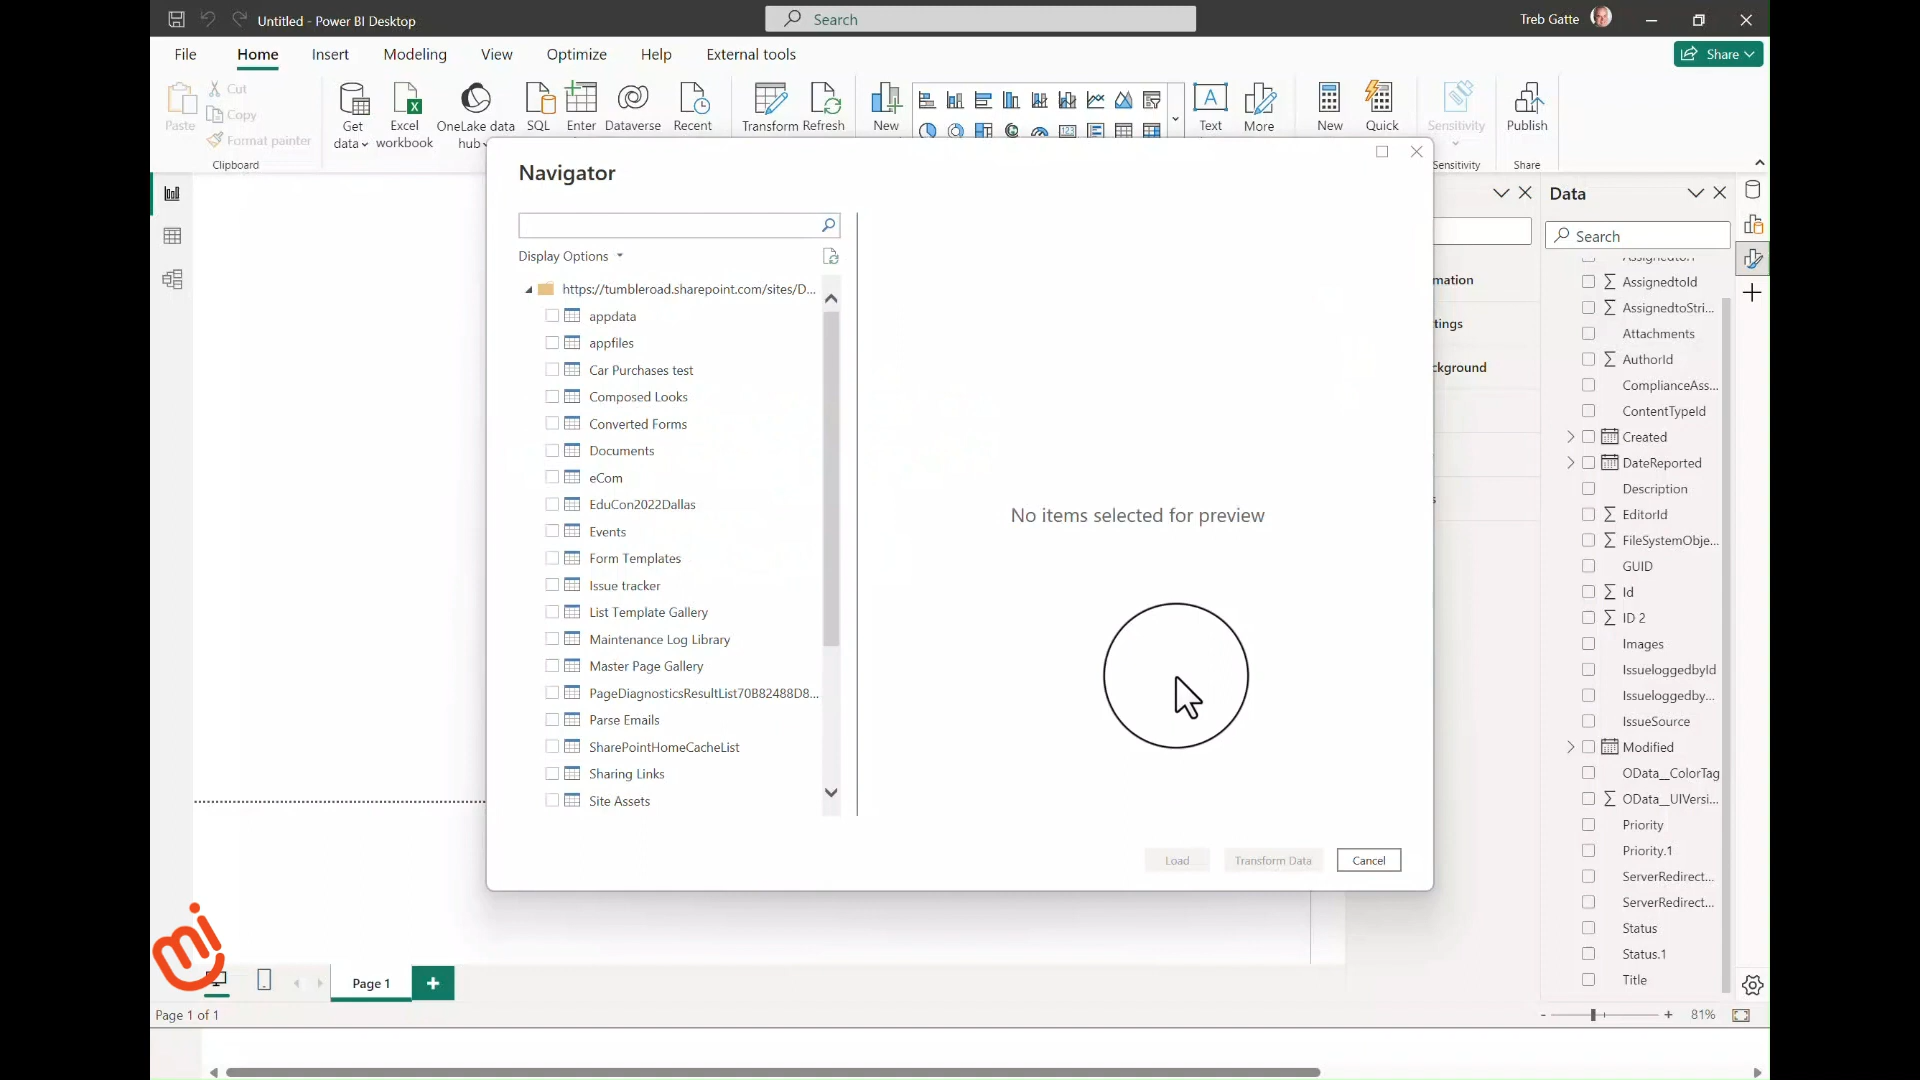 Untitled - Power BI Desktop
Search
Treb Gatte
File
Home
Insert
Modeling
View
Optimize
Help
External tools
Share
Paste
Cut
Copy
Format painter
Clipboard
Get
data
Excel
workbook
OneLake data
hub
SQL
Enter
Dataverse
Recent
Transform
Refresh
New
Text
More
New
Quick
Sensitivity
Sensitivity
Publish
Share
Navigator
Display Options
https://tumbleroad.sharepoint.com/sites/D...
appdata
appfiles
Car Purchases test
Composed Looks
Converted Forms
Documents
eCom
EduCon2022Dallas
Events
Form Templates
Issue tracker
List Template Gallery
Maintenance Log Library
Master Page Gallery
PageDiagnosticsResultList70B82488D8...
Parse Emails
SharePointHomeCacheList
Sharing Links
Site Assets
No items selected for preview
Load
Transform Data
Cancel
mation
tings
ckground
s
Data
Search
AssignedtoId
AssignedtoStri...
Attachments
AuthorId
ComplianceAss...
ContentTypeId
Created
DateReported
Description
EditorId
FileSystemObje...
GUID
Id
ID 2
Images
IssueloggedbyId
Issueloggedby...
IssueSource
Modified
OData__ColorTag
OData__UIVersi...
Priority
Priority.1
ServerRedirect...
ServerRedirect...
Status
Status.1
Title
mi
Page 1
Page 1 of 1
81%